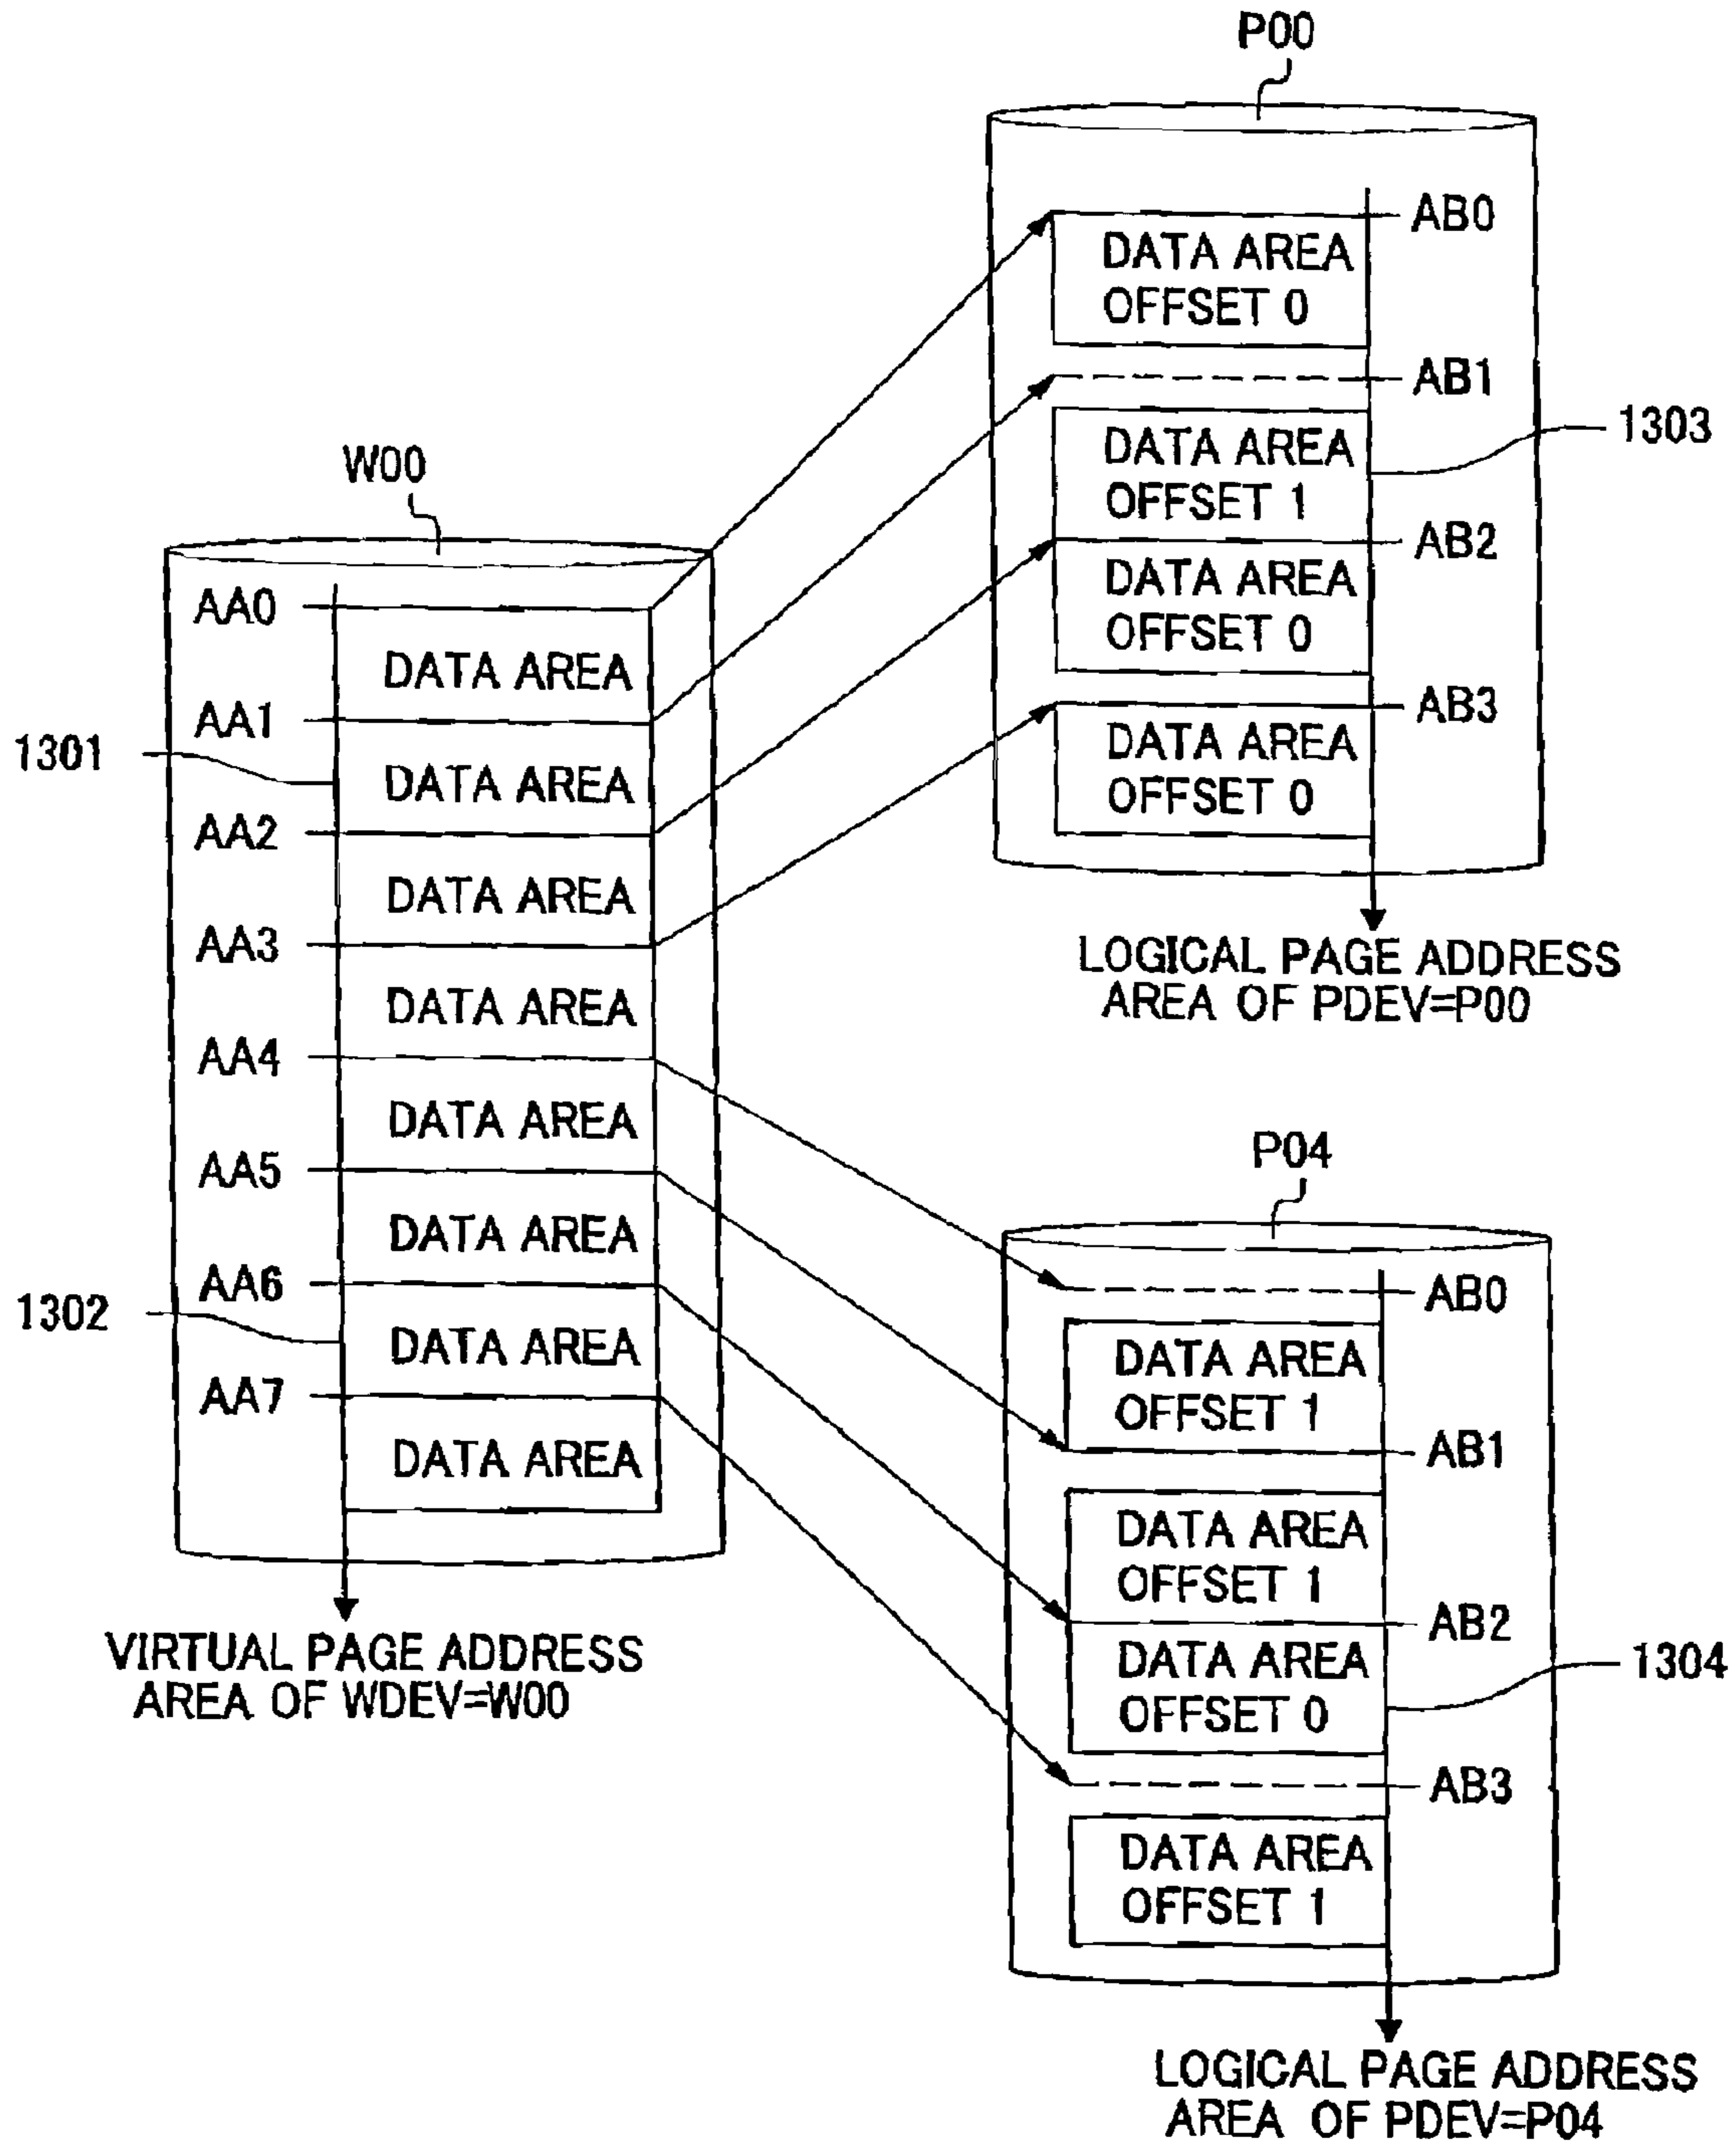 P00
AB0
DATA AREA
OFFSET 0
AB1
DATA AREA
OFFSET 1
1303
AB2
DATA AREA
OFFSET 0
AB3
DATA AREA
OFFSET 0
LOGICAL PAGE ADDRESS
AREA OF PDEV=P00
W00
AA0
DATA AREA
AA1
1301
DATA AREA
AA2
DATA AREA
AA3
DATA AREA
AA4
DATA AREA
AA5
DATA AREA
AA6
1302
DATA AREA
AA7
DATA AREA
VIRTUAL PAGE ADDRESS
AREA OF WDEV=W00
P04
AB0
DATA AREA
OFFSET 1
AB1
DATA AREA
OFFSET 1
AB2
DATA AREA
OFFSET 0
1304
AB3
DATA AREA
OFFSET 1
LOGICAL PAGE ADDRESS
AREA OF PDEV=P04